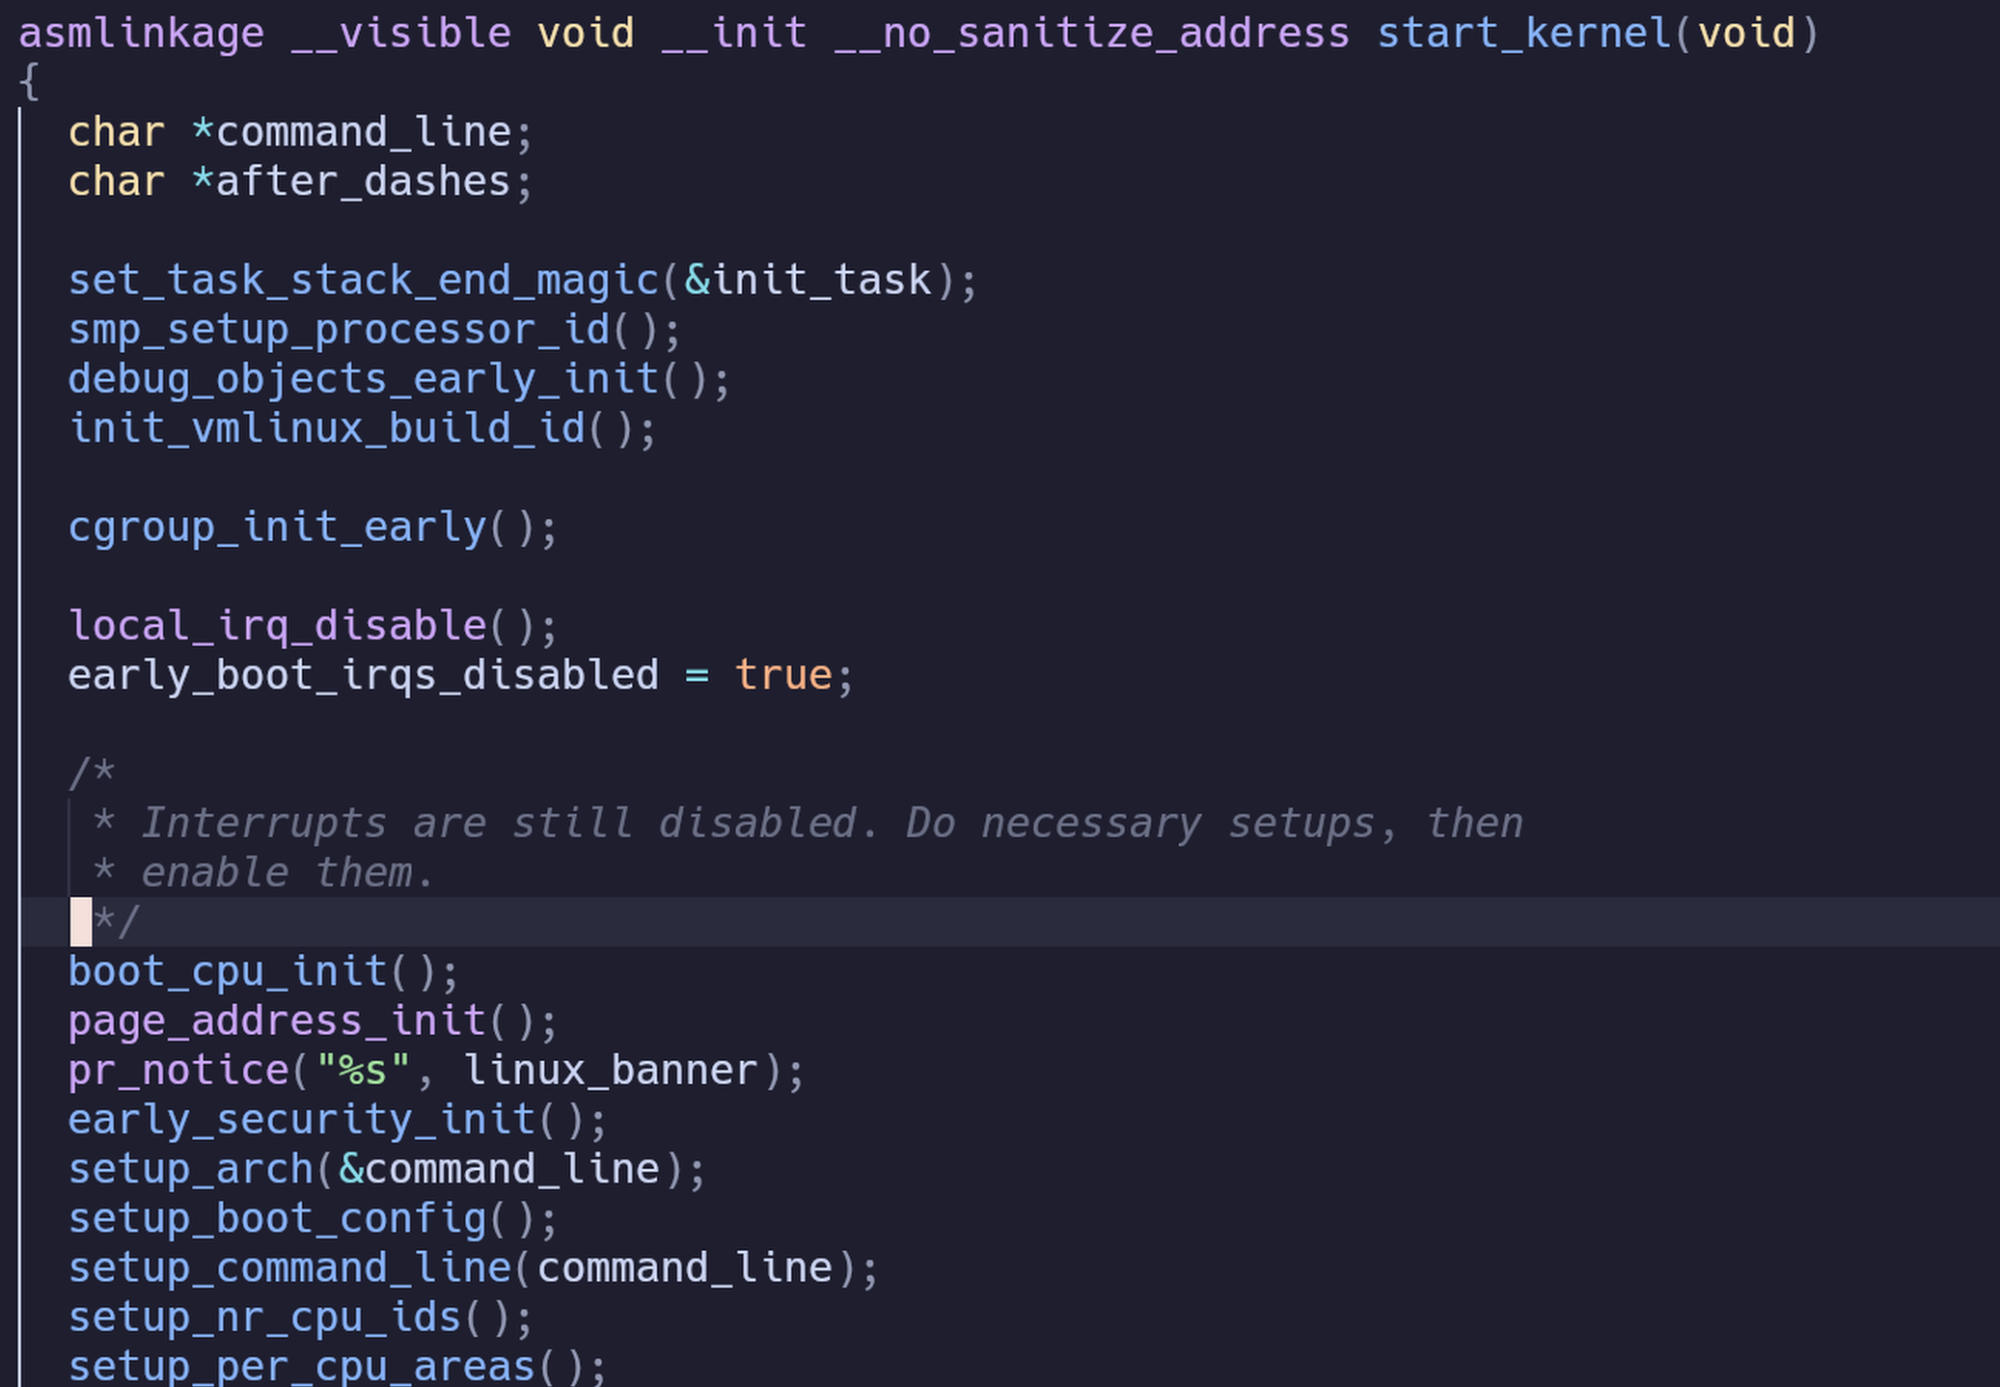 asmlinkage __visible void __init __no_sanitize_address start_kernel(void)
{
char *command_line;
char *after_dashes;
set_task_stack_end_magic(&init_task);
smp_setup_processor_id();
debug_objects_early_init();
init_vmlinux_build_id();
cgroup_init_early();
local_irq_disable();
early_boot_irqs_disabled = true;
/*
* Interrupts are still disabled. Do necessary setups, then
* enable them.
*/
boot_cpu_init();
page_address_init();
pr_notice("%s", linux_banner);
early_security_init();
setup_arch(&command_line);
setup_boot_config();
setup_command_line(command_line);
setup_nr_cpu_ids();
setup_per_cpu_areas();